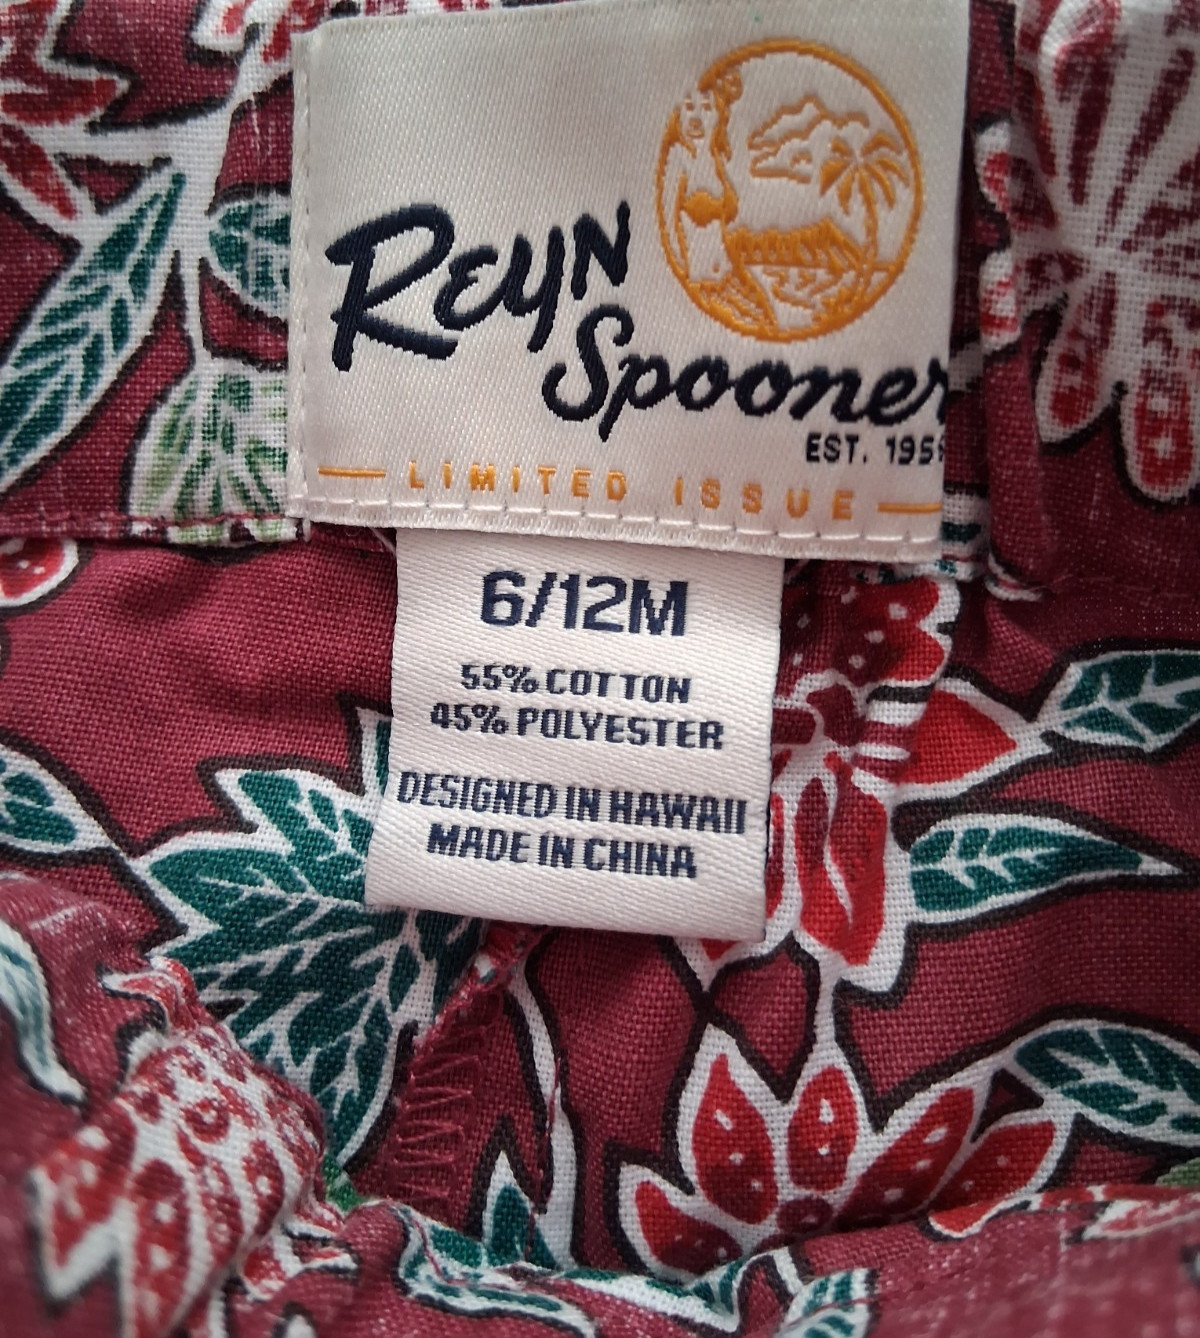 REYN
Spooner
EST. 195
LIMITED ISSUE
6/12M
55% COTTON
45% POLYESTER
DESIGNED IN HAWAII
MADE IN CHINA